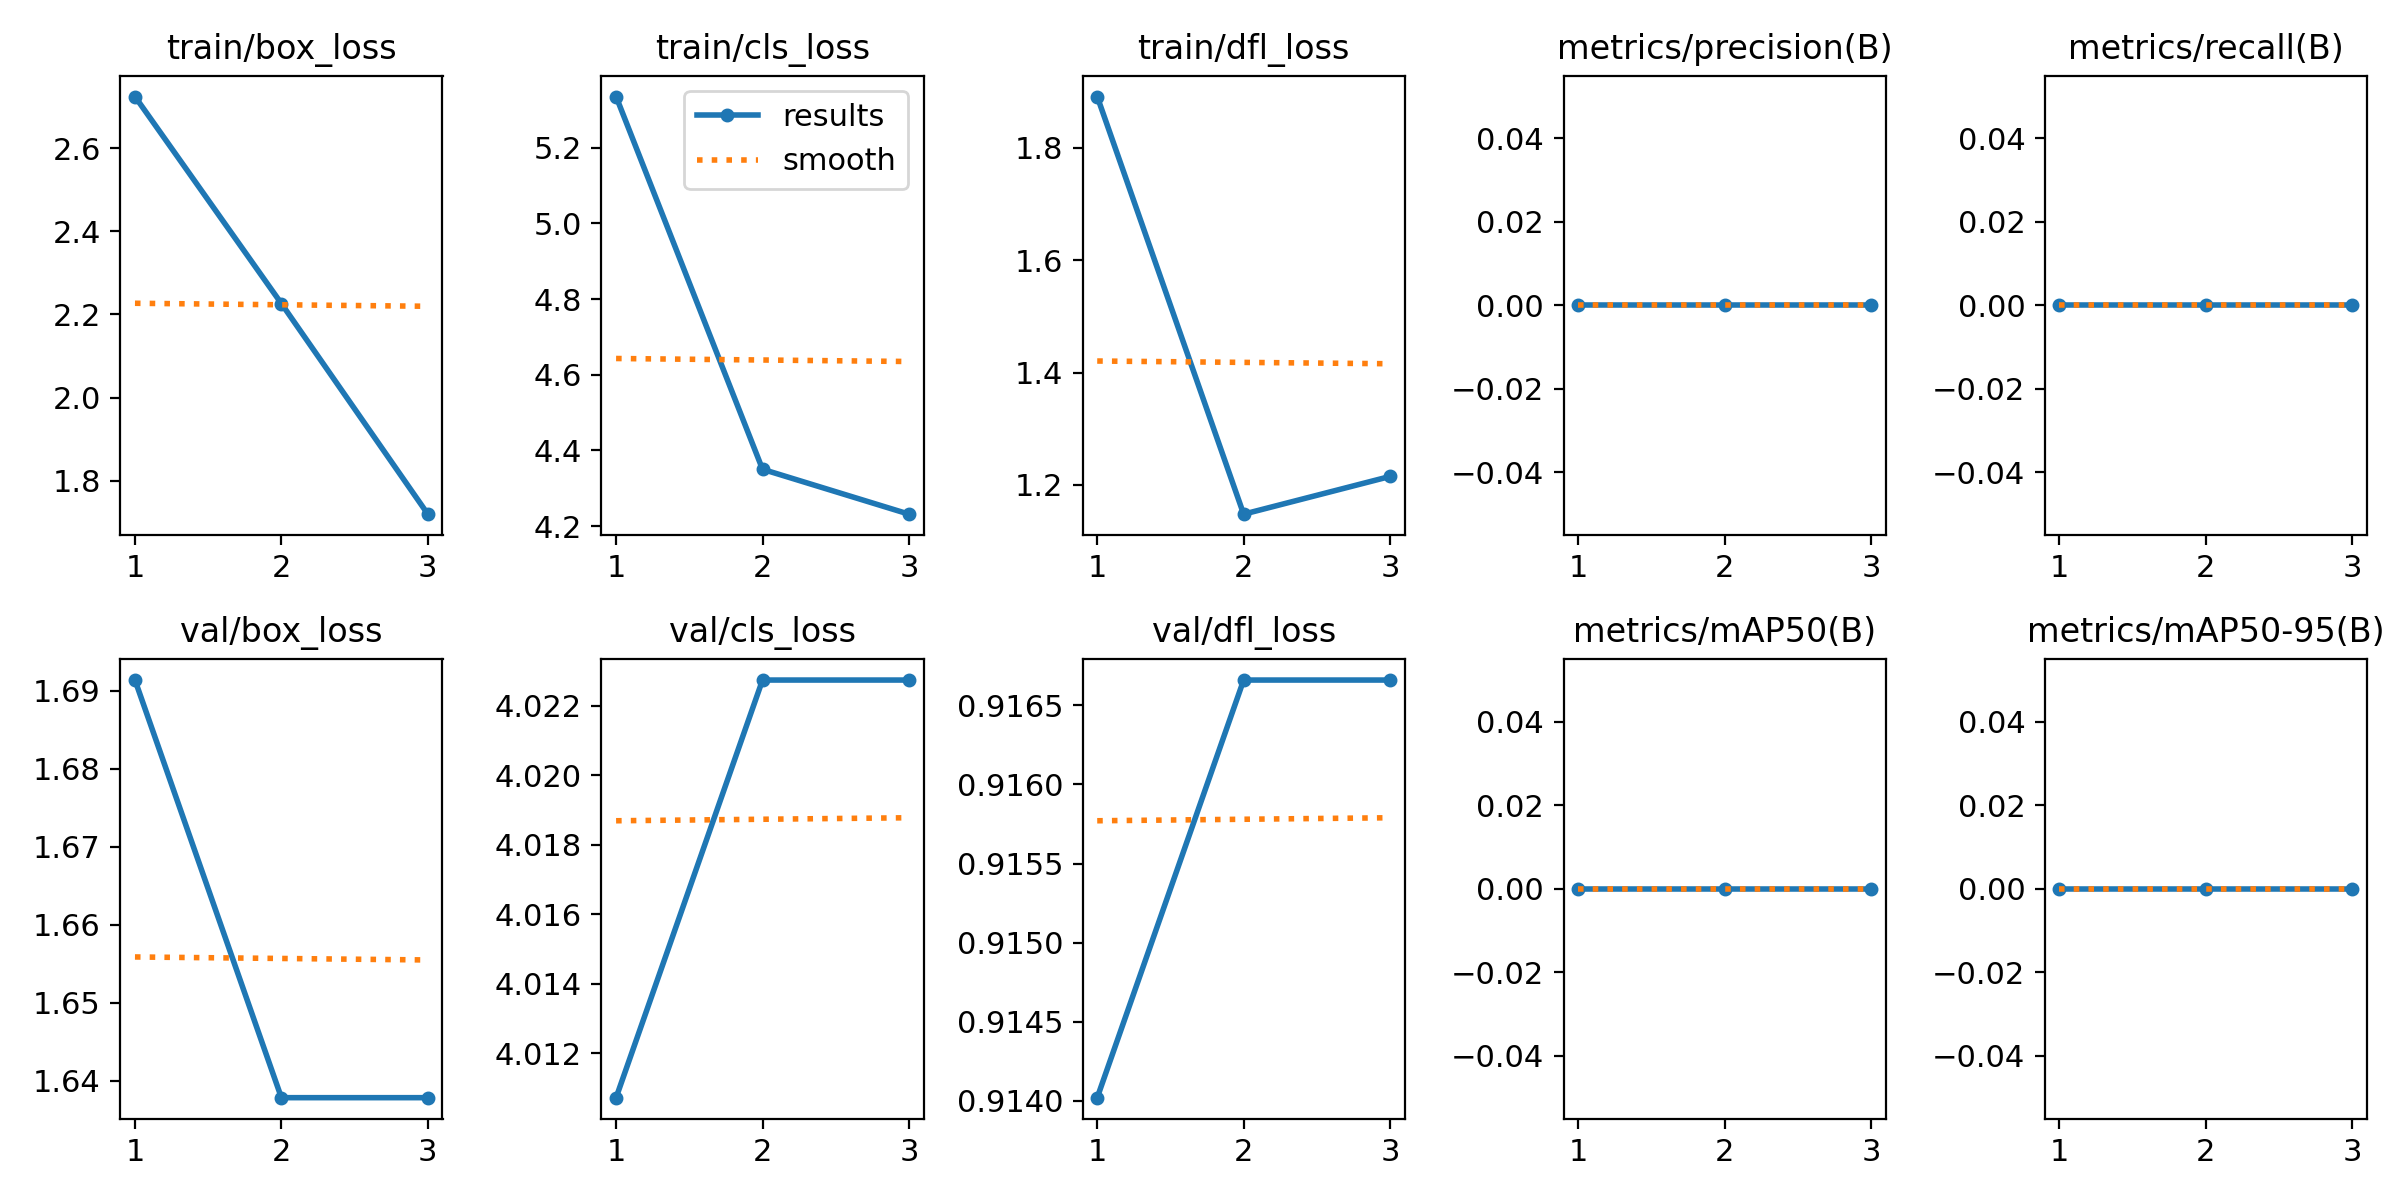 train/box_loss
2.6
2.4
2.2
2.0
1.8
1 2 3
train/cls_loss
results
smooth
5.2
5.0
4.8
4.6
4.4
4.2
1 2 3
train/dfl_loss
1.8
1.6
1.4
1.2
1 2 3
metrics/precision(B)
0.04
0.02
0.00
−0.02
−0.04
1 2 3
metrics/recall(B)
0.04
0.02
0.00
−0.02
−0.04
1 2 3
val/box_loss
1.69
1.68
1.67
1.66
1.65
1.64
1 2 3
val/cls_loss
4.022
4.020
4.018
4.016
4.014
4.012
1 2 3
val/dfl_loss
0.9165
0.9160
0.9155
0.9150
0.9145
0.9140
1 2 3
metrics/mAP50(B)
0.04
0.02
0.00
−0.02
−0.04
1 2 3
metrics/mAP50-95(B)
0.04
0.02
0.00
−0.02
−0.04
1 2 3